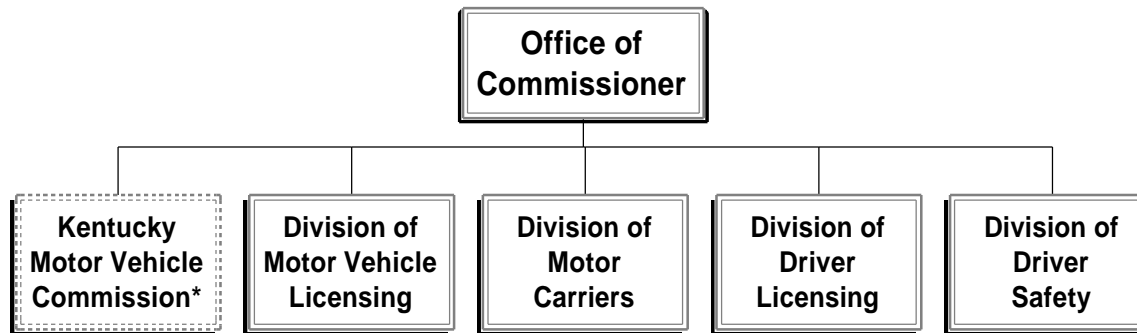 Office of
Commissioner
Kentucky
Motor Vehicle
Commission*
Division of
Motor Vehicle
Licensing
Division of
Motor
Carriers
Division of
Driver
Licensing
Division of
Driver
Safety